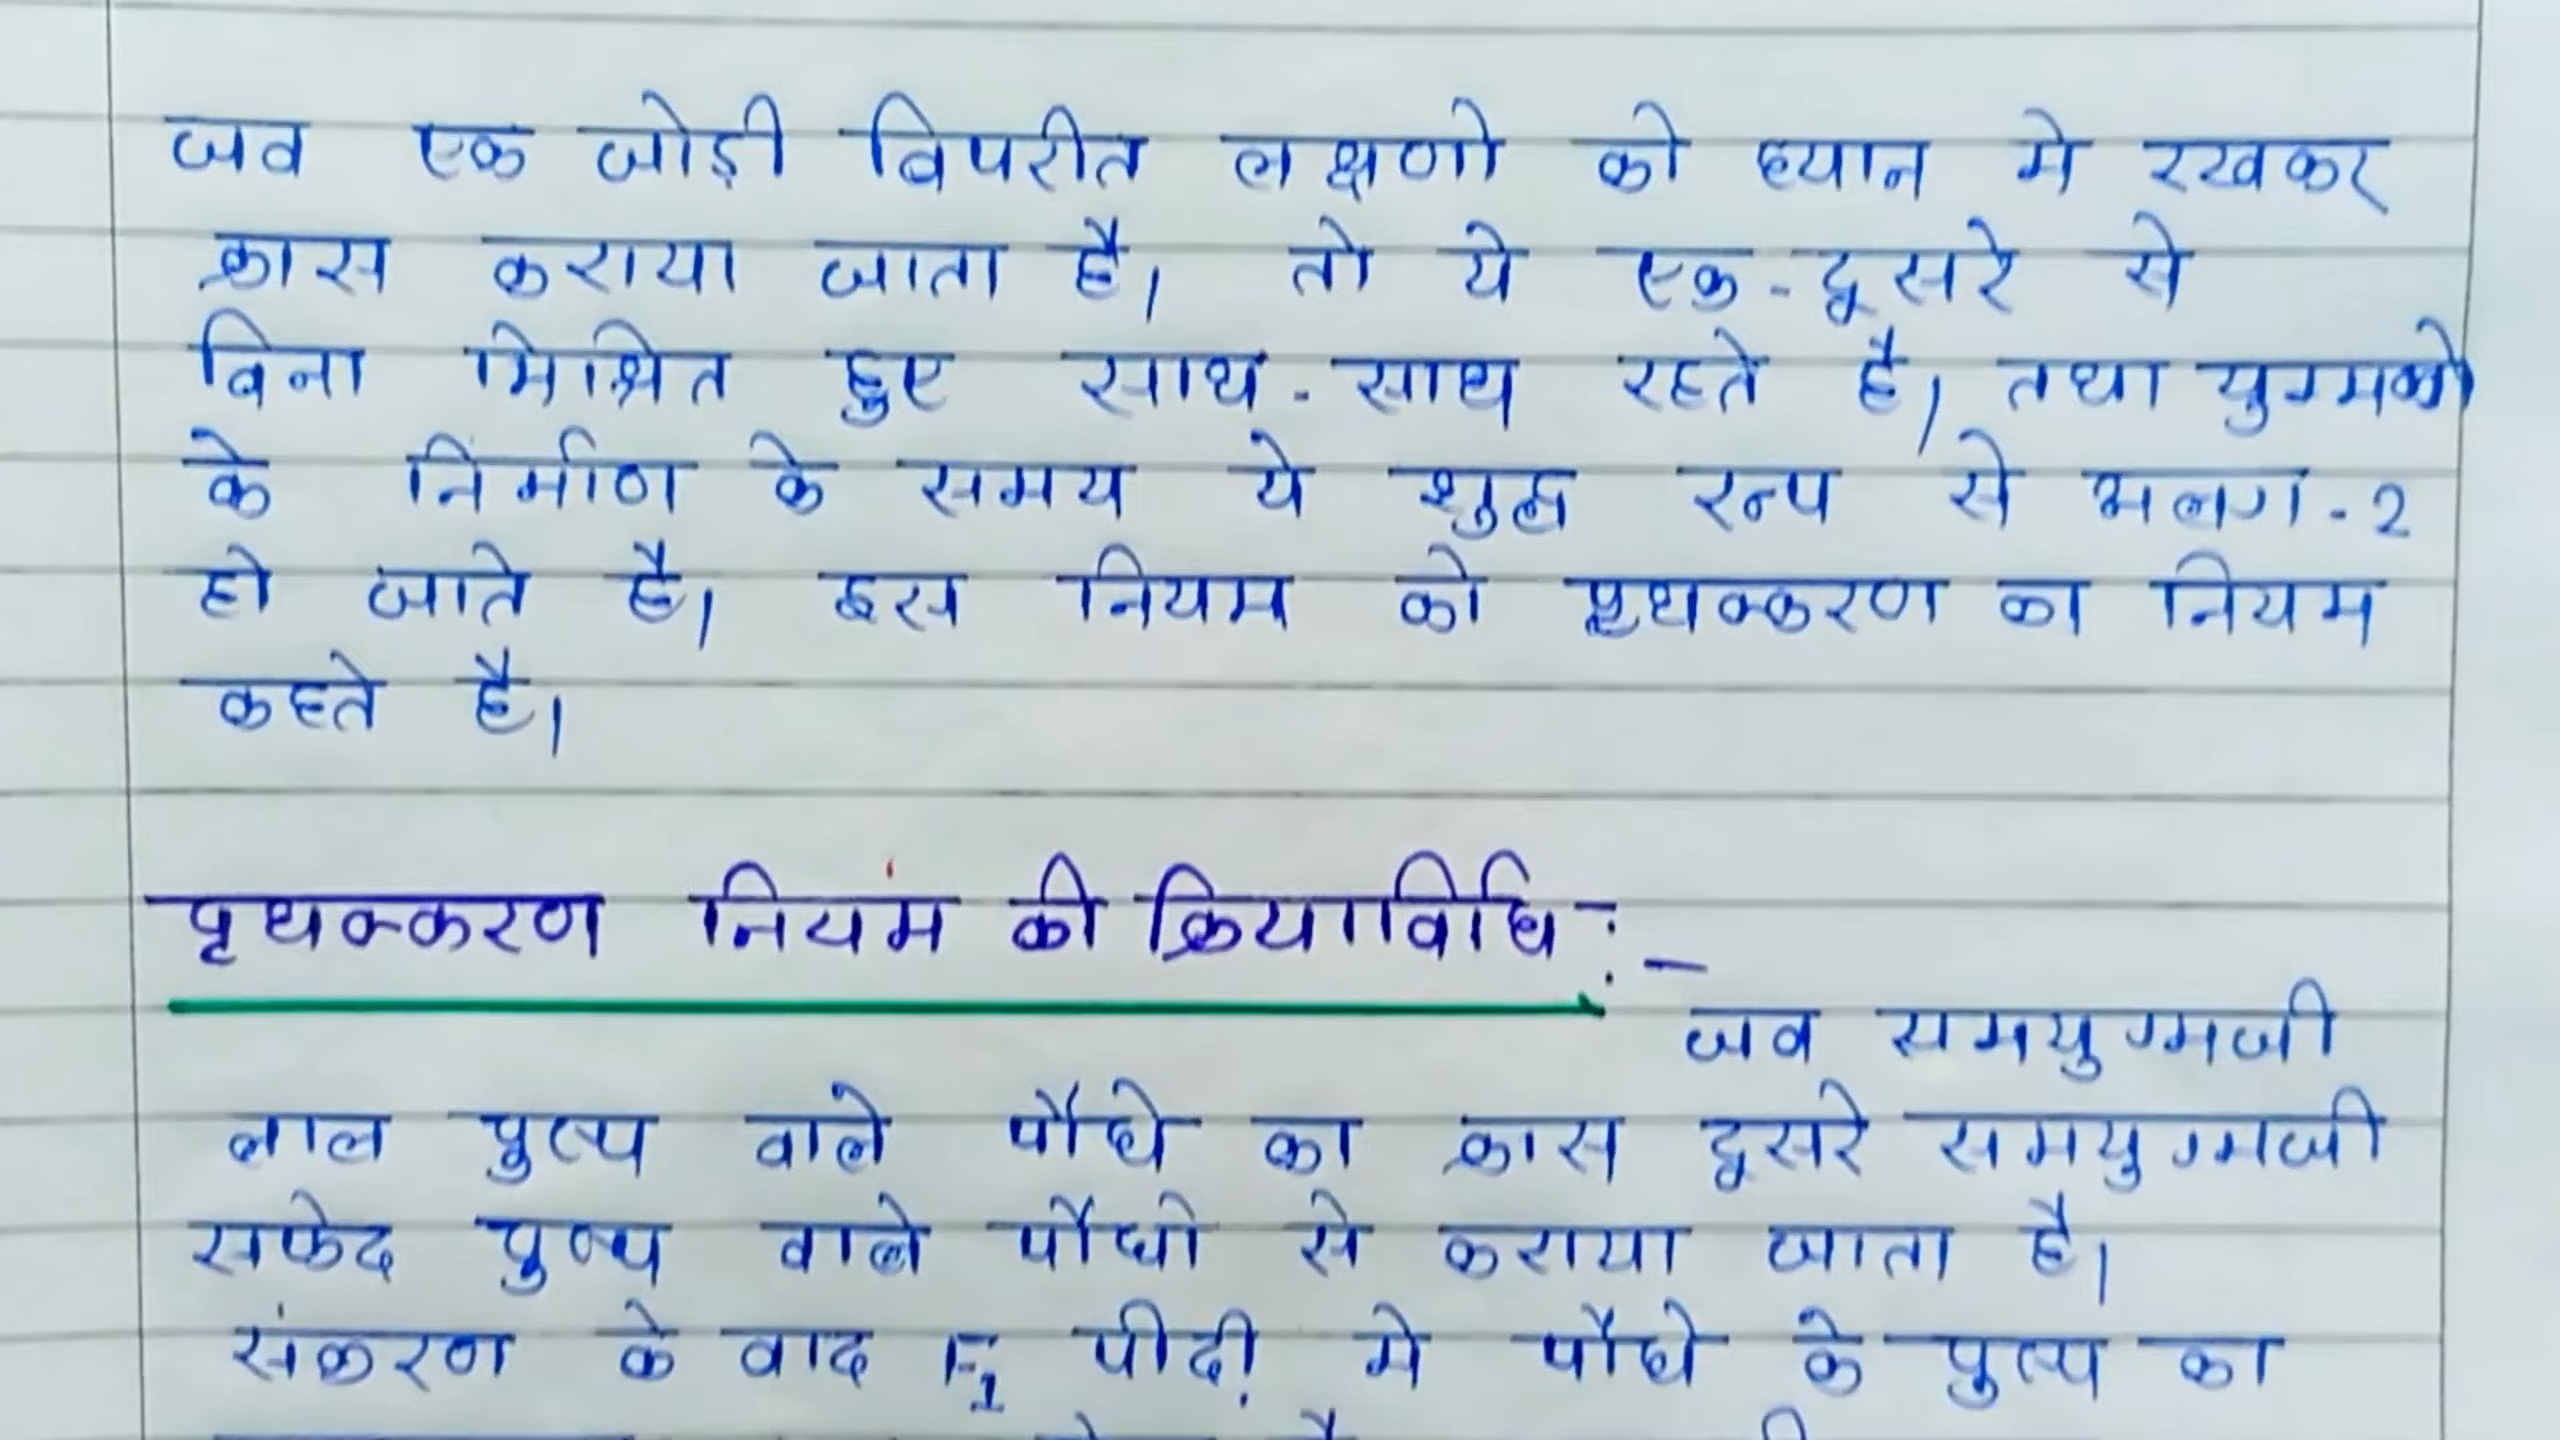 जब एक जोड़ी विपरीत लक्षणो को ध्यान मे रखकर
क्रास कराया जाता है। तो ये एक-दूसरे से
बिना मिश्रित हुए साथ-साथ रहते है। तथा युग्मको
के निर्माण के समय ये शुद्ध रूप से अलग-2
हो जाते है। इस नियम को पृथक्करण का नियम
कहते है।
पृथक्करण नियंम की क्रियाविधि :-
जब समयुग्मजी
लाल पुष्प वाले पौधे का क्रास दूसरे समयुग्मजी
सफेद पुष्प वाले पौधो से कराया जाता है।
संकरण के वाद F1 पीढ़ी मे पौधे के पुष्प का